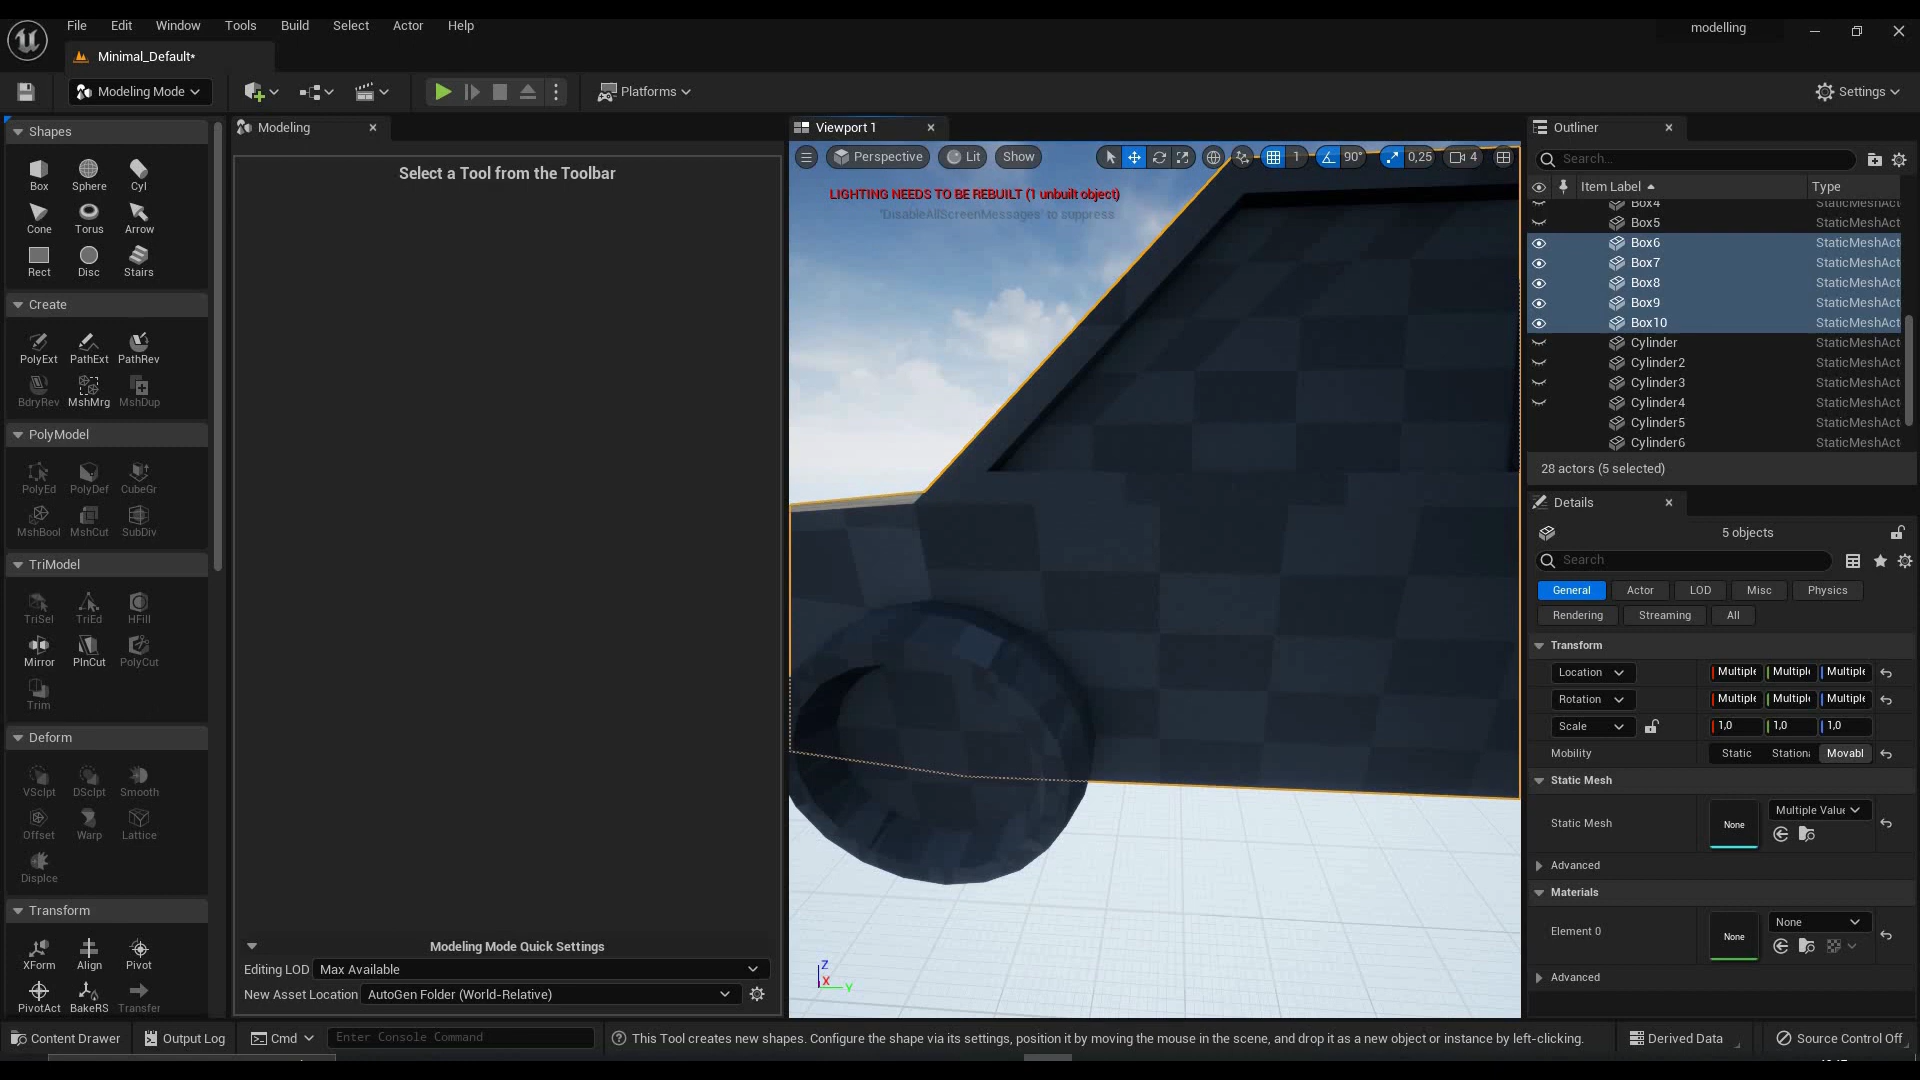 File Edit Window Tools Build Select Actor Help
modelling
Minimal_Default*
Modeling Mode
Platforms
Settings
Shapes
Box Sphere Cyl
Cone Torus Arrow
Rect Disc Stairs
Create
PolyExt PathExt PathRev
BdryRev MshMrg MshDup
PolyModel
PolyEd PolyDef CubeGr
MshBool MshCut SubDiv
TriModel
TriSel TriEd HFill
Mirror PlnCut PolyCut
Trim
Deform
VSclpt DSclpt Smooth
Offset Warp Lattice
Displce
Transform
XForm Align Pivot
PivotAct BakeRS Transfer
Modeling
Select a Tool from the Toolbar
Modeling Mode Quick Settings
Editing LOD Max Available
New Asset Location AutoGen Folder (World-Relative)
Viewport 1
Perspective Lit Show 1 90° 0,25 4
LIGHTING NEEDS TO BE REBUILT (1 unbuilt object)
'DisableAllScreenMessages' to suppress
Z
X
Y
Outliner
Search...
Item Label Type
Box4 StaticMeshAct
Box5 StaticMeshAct
Box6 StaticMeshAct
Box7 StaticMeshAct
Box8 StaticMeshAct
Box9 StaticMeshAct
Box10 StaticMeshAct
Cylinder StaticMeshAct
Cylinder2 StaticMeshAct
Cylinder3 StaticMeshAct
Cylinder4 StaticMeshAct
Cylinder5 StaticMeshAct
Cylinder6 StaticMeshAct
28 actors (5 selected)
Details
5 objects
Search
General Actor LOD Misc Physics
Rendering Streaming All
Transform
Location Multiple Multiple Multiple
Rotation Multiple Multiple Multiple
Scale 1,0 1,0 1,0
Mobility Static Stationa Movabl
Static Mesh
Static Mesh None Multiple Value
Advanced
Materials
Element 0 None None
Advanced
Content Drawer Output Log Cmd Enter Console Command
This Tool creates new shapes. Configure the shape via its settings, position it by moving the mouse in the scene, and drop it as a new object or instance by left-clicking.
Derived Data Source Control Off